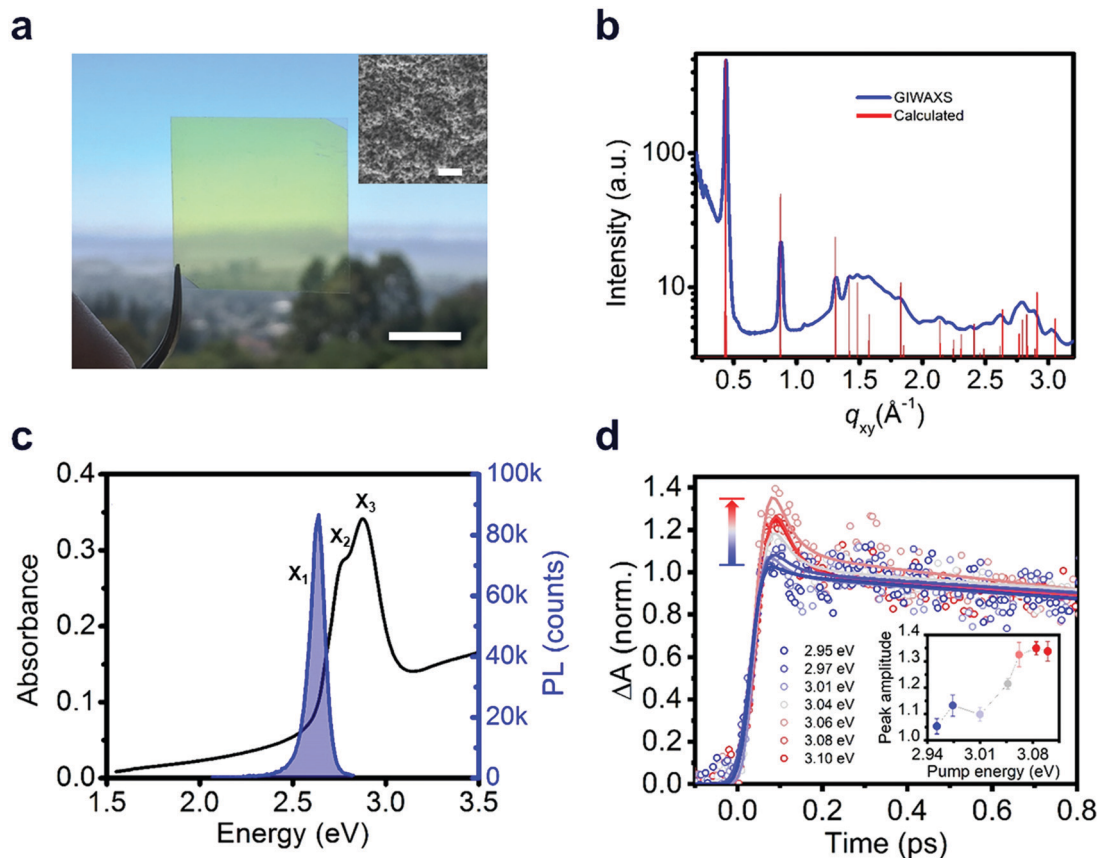 a
b
GIWAXS
Calculated
100
10
Intensity (a.u.)
0.5 1.0 1.5 2.0 2.5 3.0
qxy(Å⁻¹)
c
0.4
0.3
0.2
0.1
0.0
Absorbance
X1
X2
X3
100k
80k
60k
40k
20k
0
PL (counts)
1.5 2.0 2.5 3.0 3.5
Energy (eV)
d
1.4
1.2
1.0
0.8
0.6
0.4
0.2
0.0
ΔA (norm.)
2.95 eV
2.97 eV
3.01 eV
3.04 eV
3.06 eV
3.08 eV
3.10 eV
1.4
1.3
1.2
1.1
1.0
Peak amplitude
2.94 3.01 3.08
Pump energy (eV)
0.0 0.2 0.4 0.6 0.8
Time (ps)